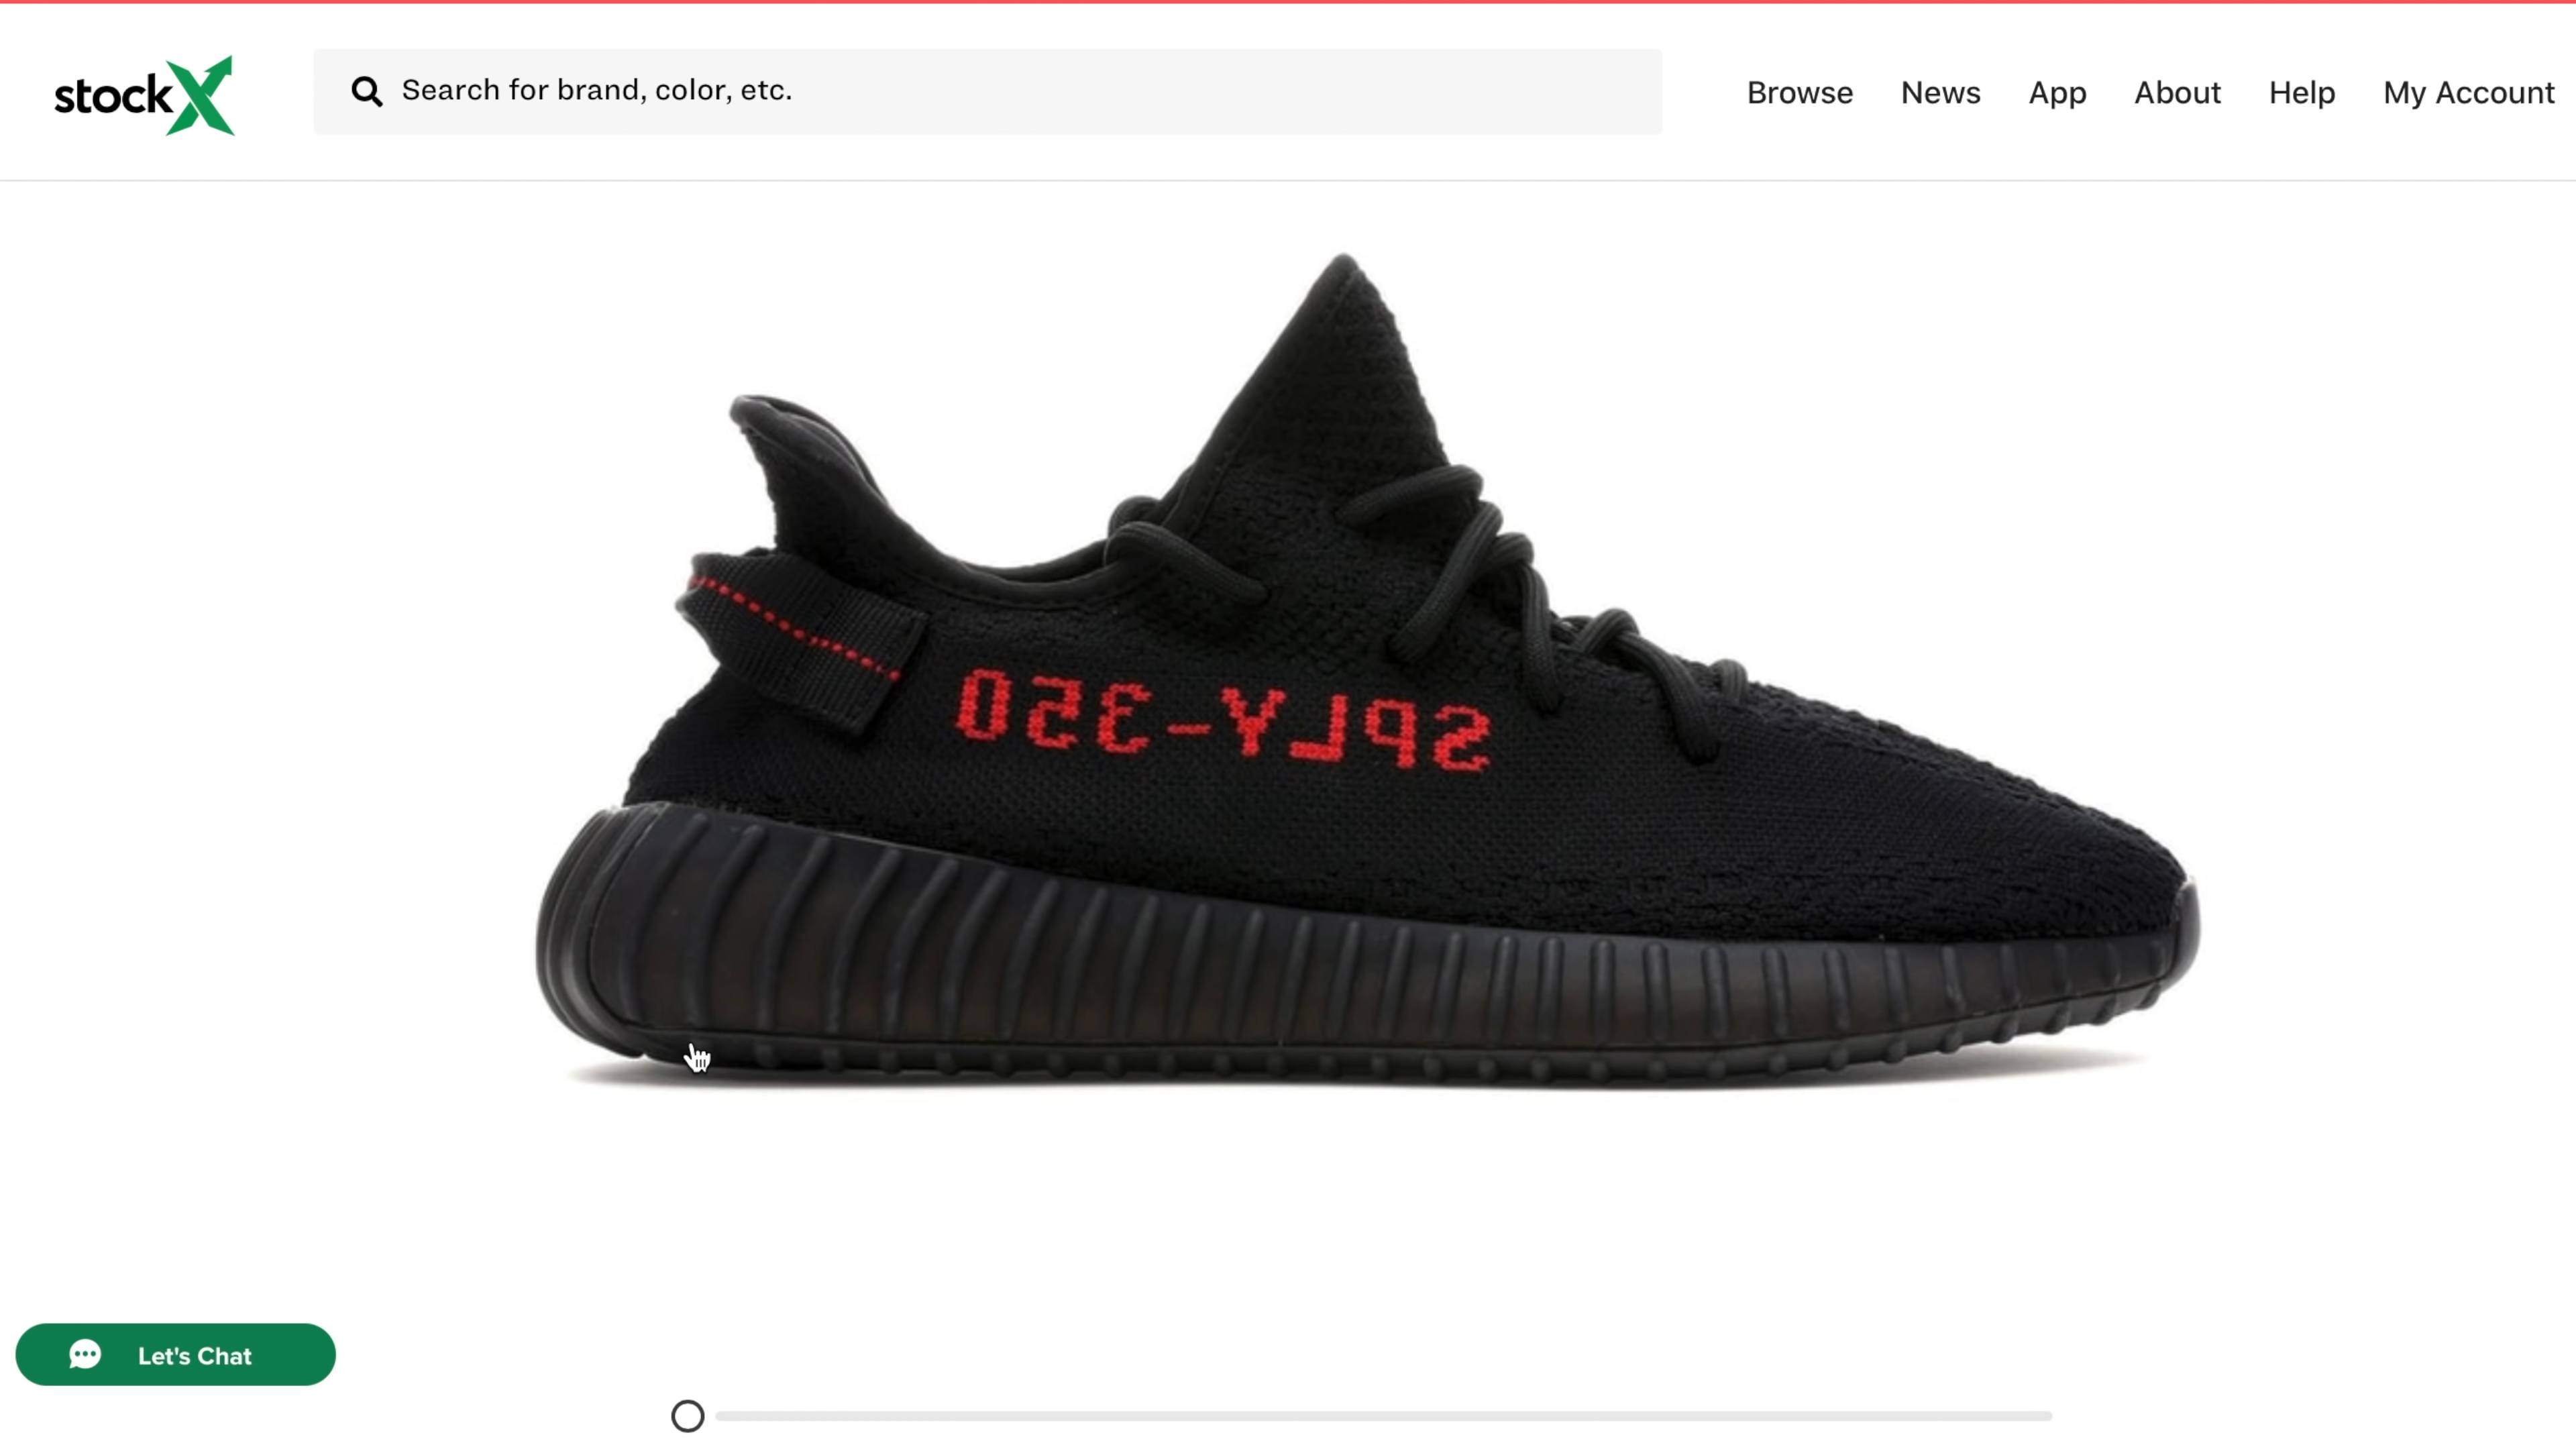 stockX
Search for brand, color, etc.
Browse News App About Help My Account
SPLY-350
Let's Chat